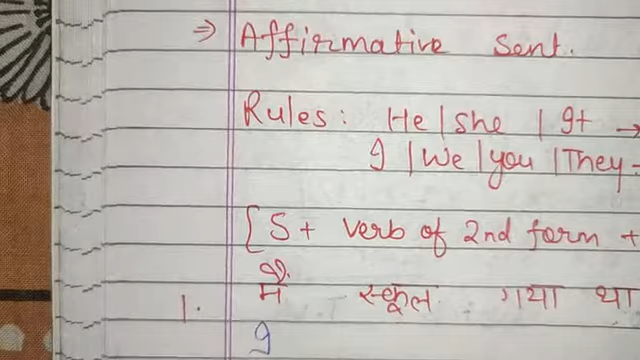 ⇒ Affirmative Sent.
Rules: He | she | It →
I | We | you | They -
[S + verb of 2nd form +
1. मैं स्कूल गया था
I